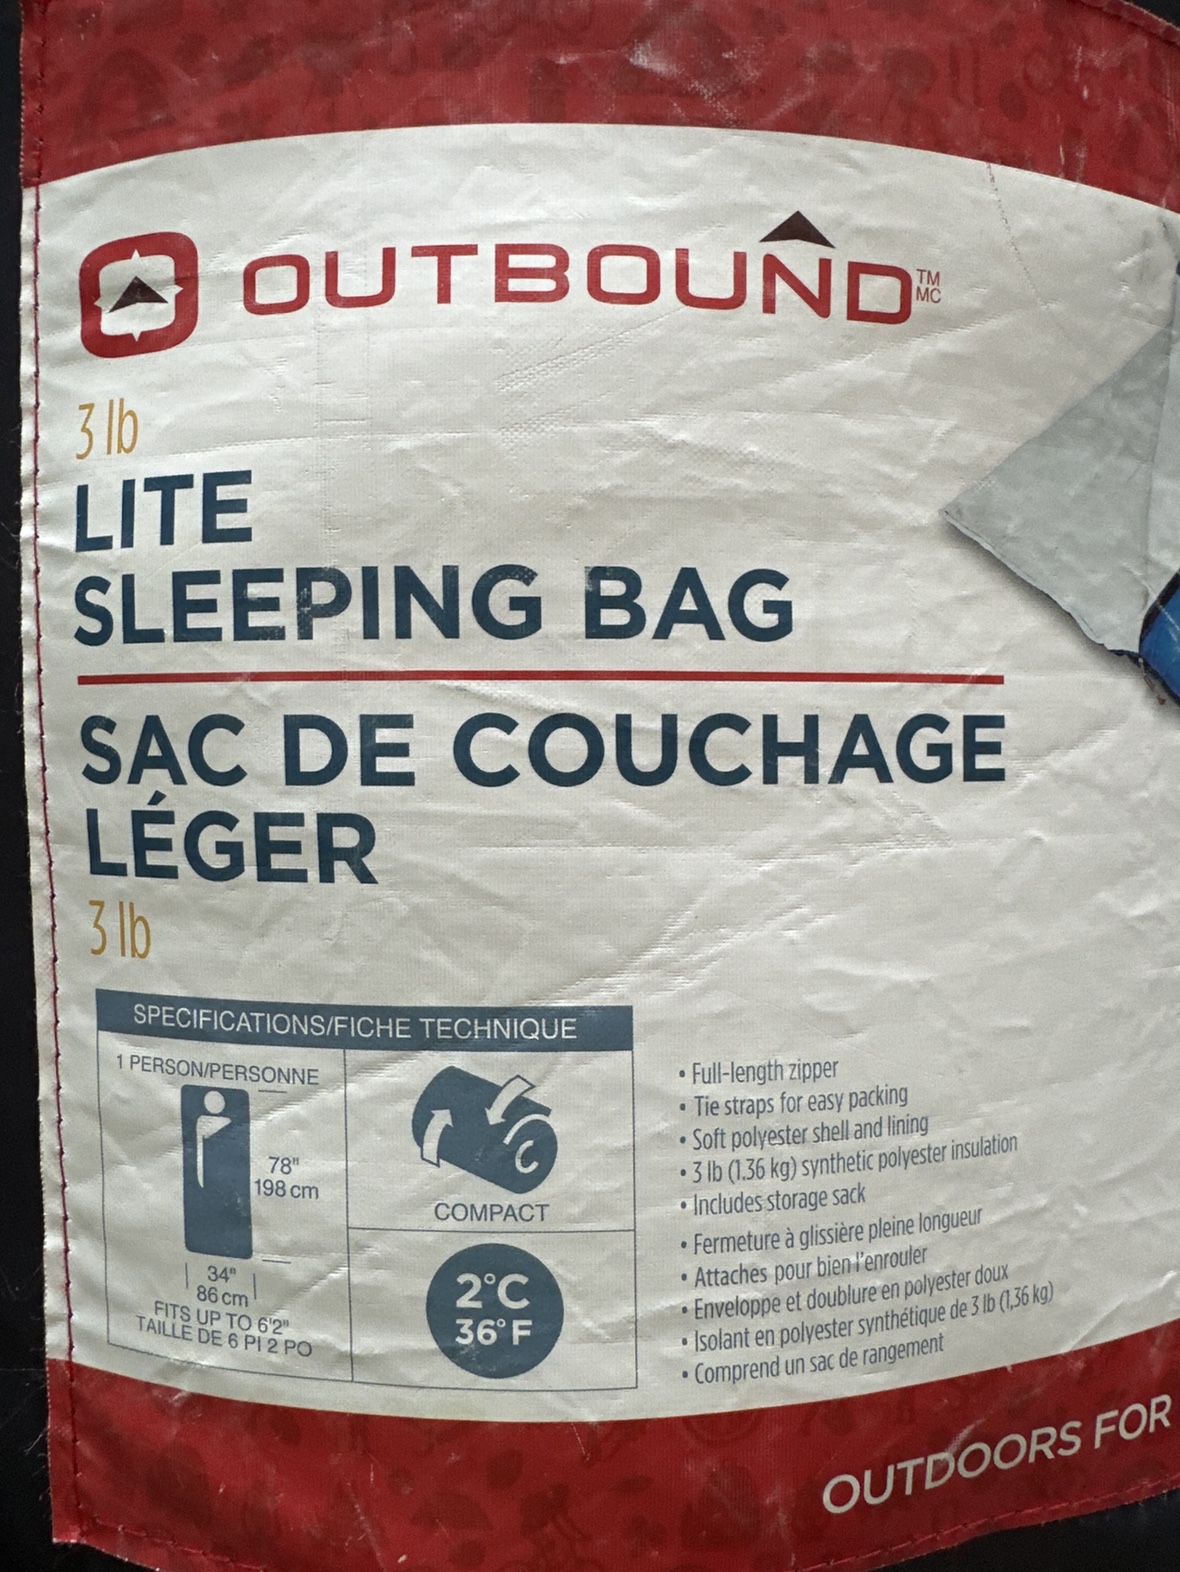 OUTBOUND™ MC
3 lb
LITE
SLEEPING BAG
SAC DE COUCHAGE
LÉGER
3 lb
SPECIFICATIONS/FICHE TECHNIQUE
1 PERSON/PERSONNE
78"
198 cm
34"
86 cm
FITS UP TO 6'2"
TAILLE DE 6 PI 2 PO
COMPACT
2°C
36°F
• Full-length zipper
• Tie straps for easy packing
• Soft polyester shell and lining
• 3 lb (1.36 kg) synthetic polyester insulation
• Includes storage sack
• Fermeture à glissière pleine longueur
• Attaches pour bien l'enrouler
• Enveloppe et doublure en polyester doux
• Isolant en polyester synthétique de 3 lb (1,36 kg)
• Comprend un sac de rangement
OUTDOORS FOR